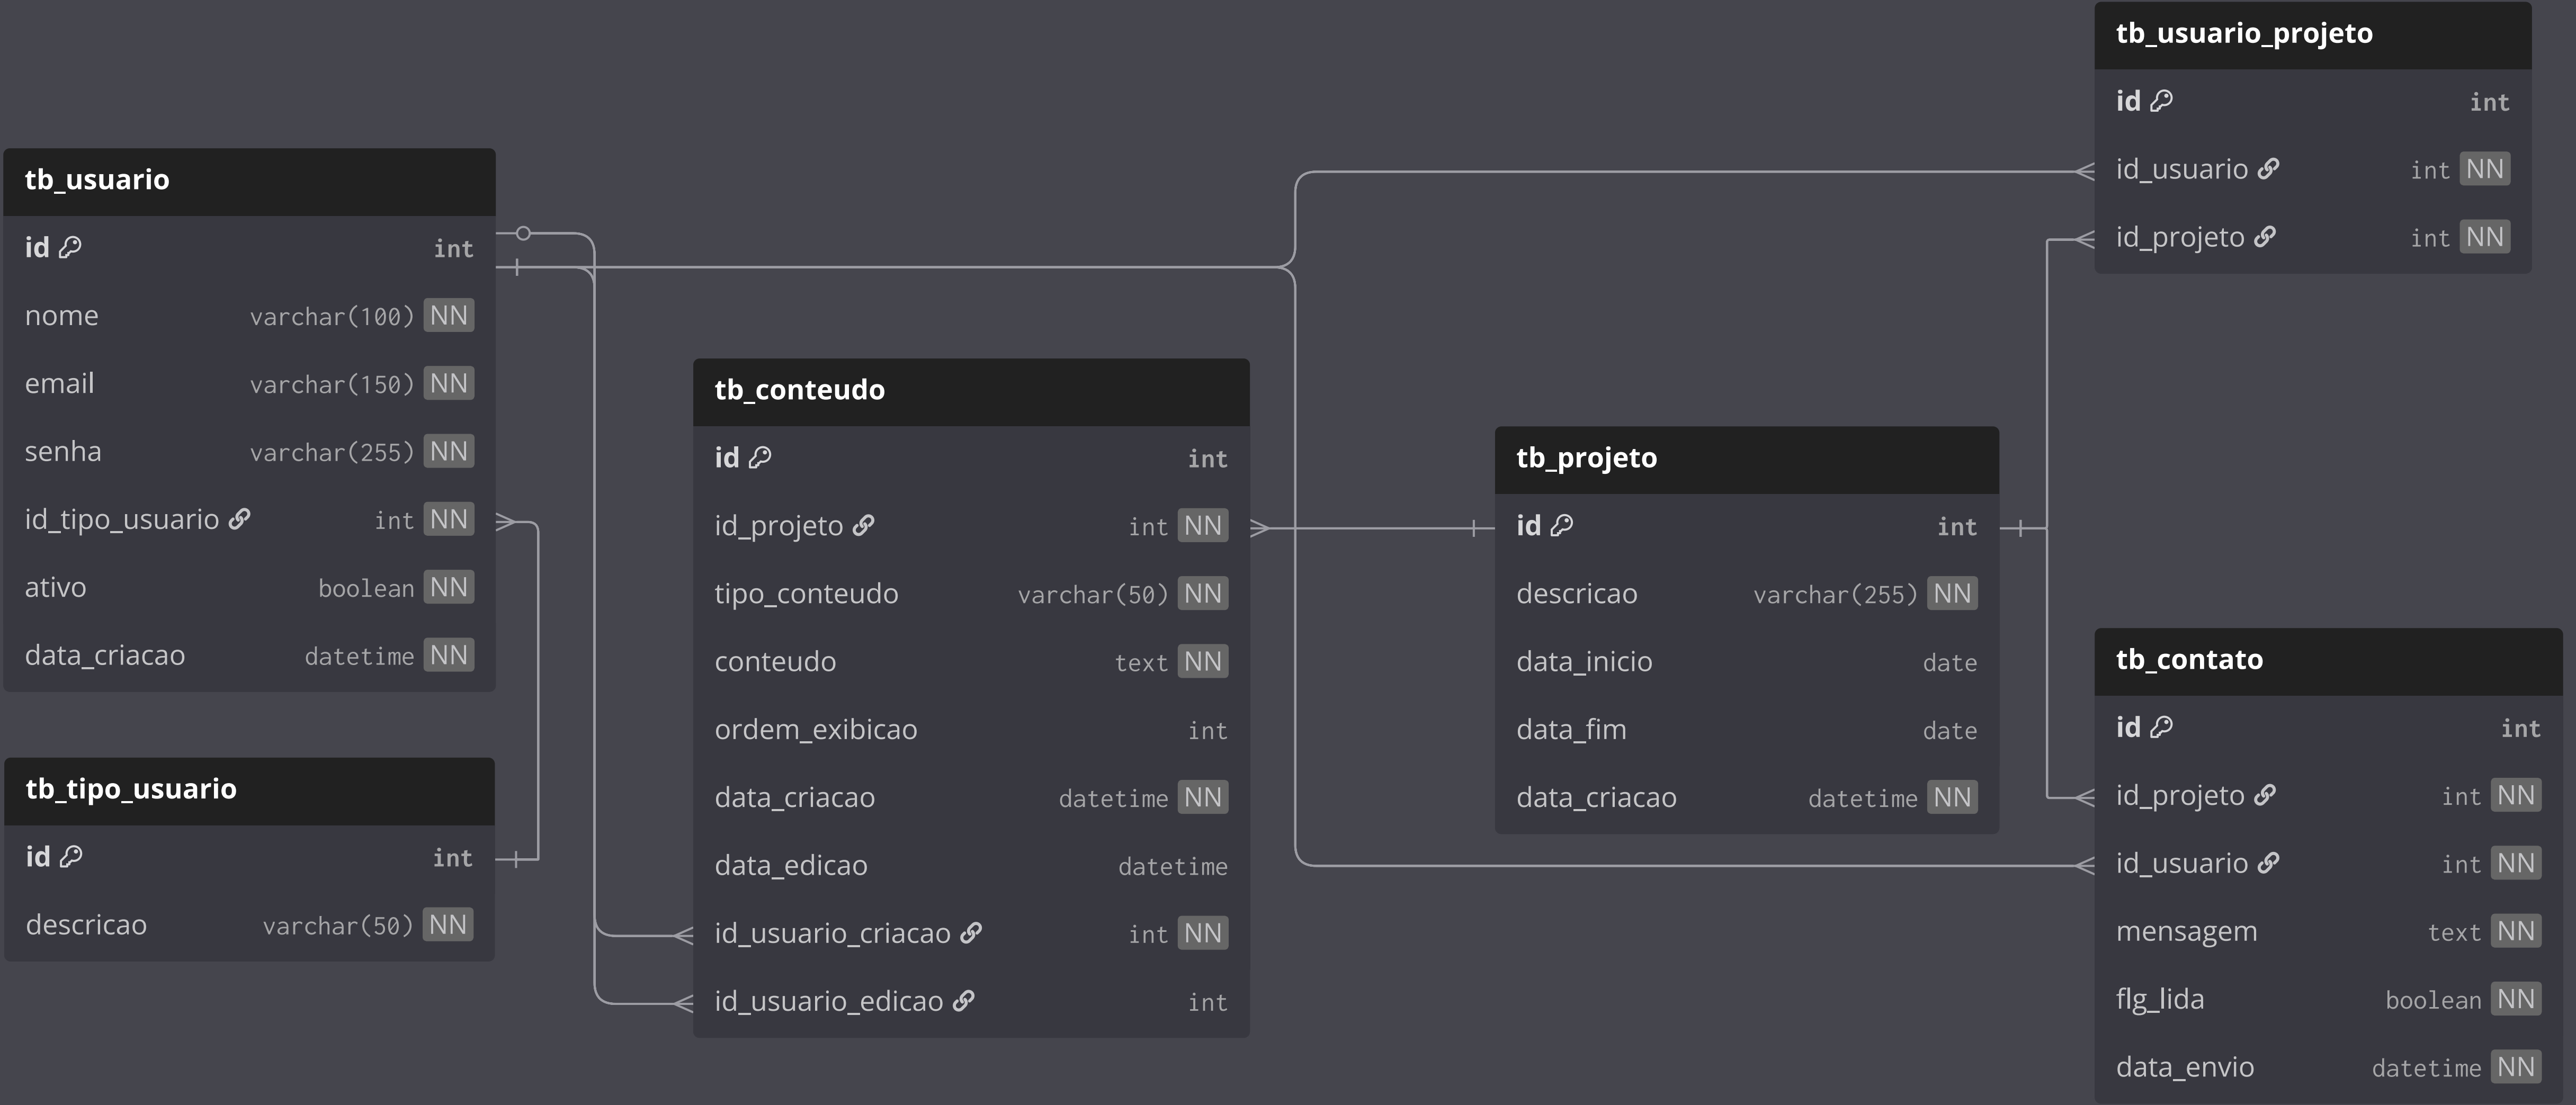 tb_usuario
id int
nome varchar(100) NN
email varchar(150) NN
senha varchar(255) NN
id_tipo_usuario int NN
ativo boolean NN
data_criacao datetime NN
tb_tipo_usuario
id int
descricao varchar(50) NN
tb_conteudo
id int
id_projeto int NN
tipo_conteudo varchar(50) NN
conteudo text NN
ordem_exibicao int
data_criacao datetime NN
data_edicao datetime
id_usuario_criacao int NN
id_usuario_edicao int
tb_projeto
id int
descricao varchar(255) NN
data_inicio date
data_fim date
data_criacao datetime NN
tb_usuario_projeto
id int
id_usuario int NN
id_projeto int NN
tb_contato
id int
id_projeto int NN
id_usuario int NN
mensagem text NN
flg_lida boolean NN
data_envio datetime NN